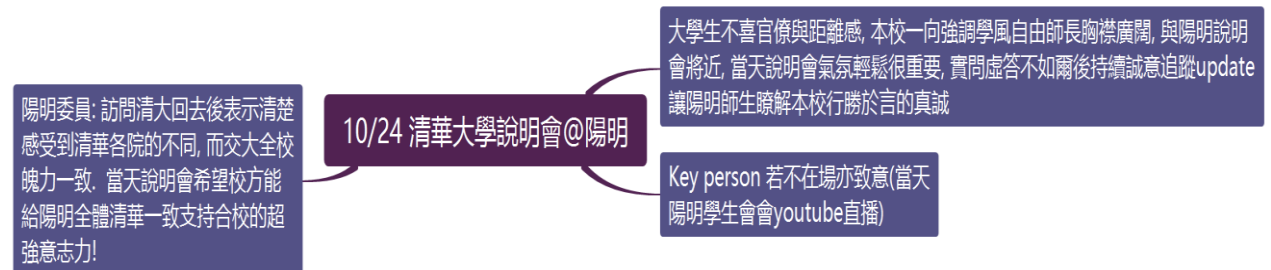 10/24 清華大學說明會@陽明
大學生不喜官僚與距離感, 本校一向強調學風自由師長胸襟廣闊, 與陽明說明
會將近, 當天說明會氣氛輕鬆很重要, 實問虛答不如爾後持續誠意追蹤update
讓陽明師生瞭解本校行勝於言的真誠
Key person 若不在場亦致意(當天
陽明學生會會youtube直播)
陽明委員: 訪問清大回去後表示清楚
感受到清華各院的不同, 而交大全校
魄力一致. 當天說明會希望校方能
給陽明全體清華一致支持合校的超
強意志力!